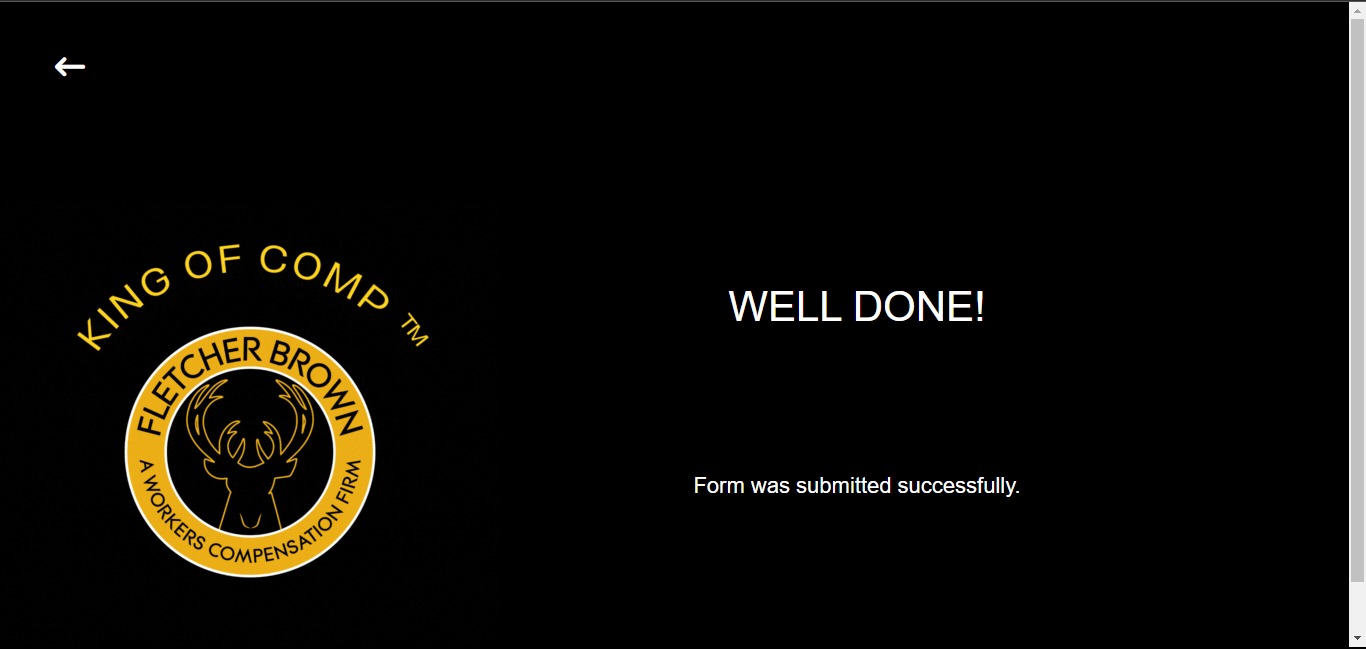 KING OF COMP ™
FLETCHER BROWN
A WORKERS COMPENSATION FIRM
WELL DONE!
Form was submitted successfully.